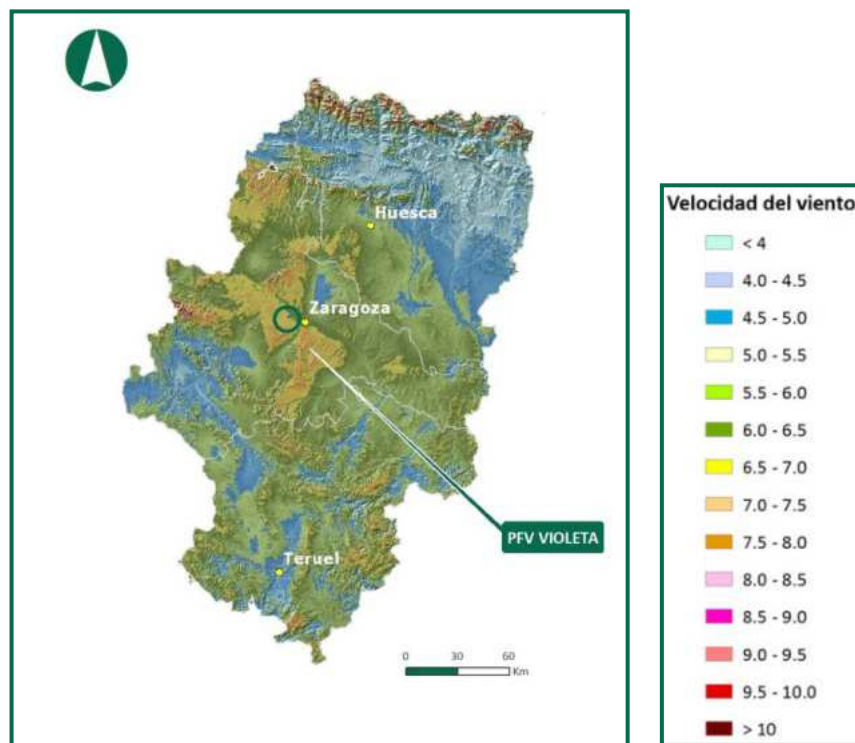 Huesca
Zaragoza
PFV VIOLETA
Teruel
0 30 60
Km
Velocidad del viento
< 4
4.0 - 4.5
4.5 - 5.0
5.0 - 5.5
5.5 - 6.0
6.0 - 6.5
6.5 - 7.0
7.0 - 7.5
7.5 - 8.0
8.0 - 8.5
8.5 - 9.0
9.0 - 9.5
9.5 - 10.0
> 10